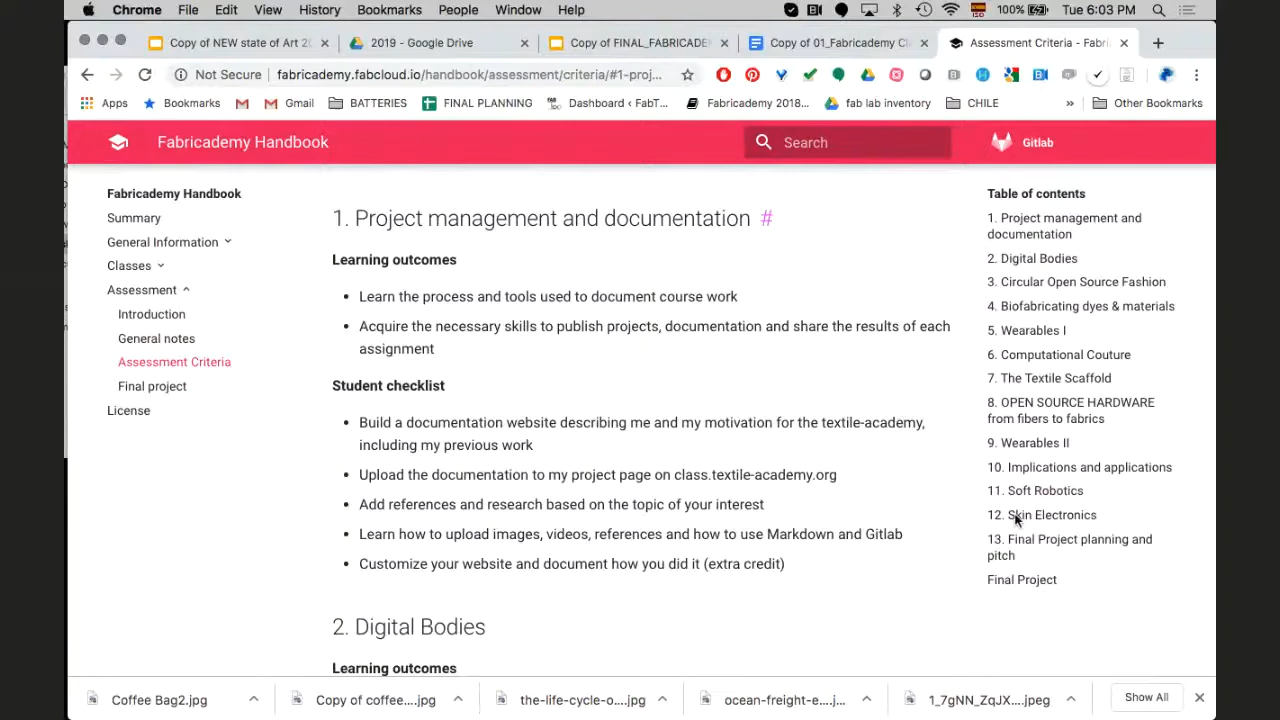 Chrome File Edit View History Bookmarks People Window Help 100% Tue 6:03 PM
Copy of NEW state of Art 20 2019 - Google Drive Copy of FINAL_FABRICADE Copy of 01_Fabricademy Cl Assessment Criteria - Fabri
Not Secure fabricademy.fabcloud.io/handbook/assessment/criteria/#1-proj...
Apps Bookmarks Gmail BATTERIES FINAL PLANNING Dashboard ‹ FabT... Fabricademy 2018... fab lab inventory CHILE » Other Bookmarks
Fabricademy Handbook Search Gitlab
Fabricademy Handbook
Summary
General Information
Classes
Assessment
Introduction
General notes
Assessment Criteria
Final project
License
1. Project management and documentation #
Learning outcomes
• Learn the process and tools used to document course work
• Acquire the necessary skills to publish projects, documentation and share the results of each
assignment
Student checklist
• Build a documentation website describing me and my motivation for the textile-academy,
including my previous work
• Upload the documentation to my project page on class.textile-academy.org
• Add references and research based on the topic of your interest
• Learn how to upload images, videos, references and how to use Markdown and Gitlab
• Customize your website and document how you did it (extra credit)
2. Digital Bodies
Learning outcomes
Table of contents
1. Project management and
documentation
2. Digital Bodies
3. Circular Open Source Fashion
4. Biofabricating dyes & materials
5. Wearables I
6. Computational Couture
7. The Textile Scaffold
8. OPEN SOURCE HARDWARE
from fibers to fabrics
9. Wearables II
10. Implications and applications
11. Soft Robotics
12. Skin Electronics
13. Final Project planning and
pitch
Final Project
Coffee Bag2.jpg Copy of coffee....jpg the-life-cycle-o....jpg ocean-freight-e....j... 1_7gNN_ZqJX....jpeg Show All